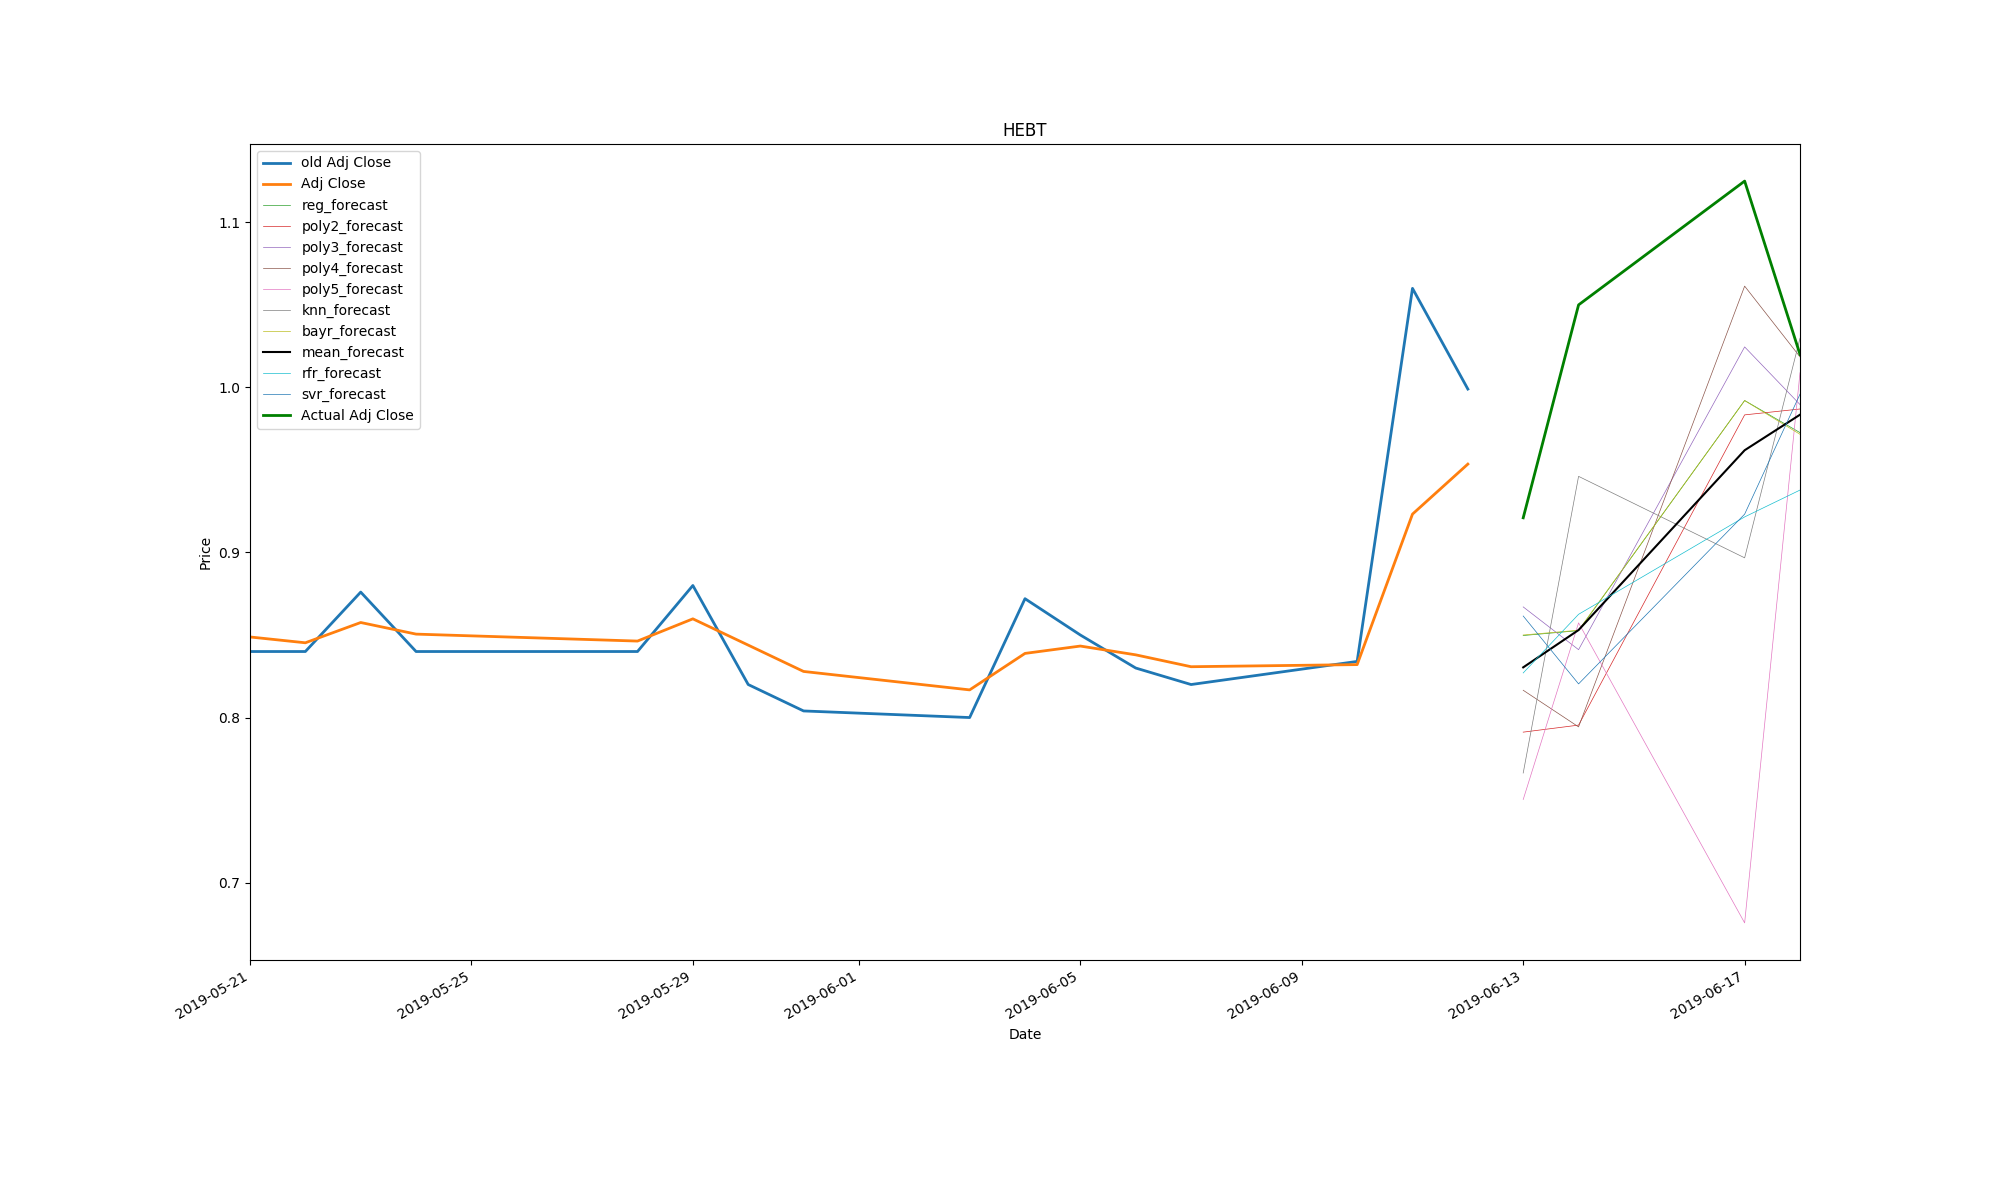 HEBT
old Adj Close
Adj Close
reg_forecast
poly2_forecast
poly3_forecast
poly4_forecast
poly5_forecast
knn_forecast
bayr_forecast
mean_forecast
rfr_forecast
svr_forecast
Actual Adj Close
1.1
1.0
0.9
0.8
0.7
Price
2019-05-21
2019-05-25
2019-05-29
2019-06-01
2019-06-05
2019-06-09
2019-06-13
2019-06-17
Date